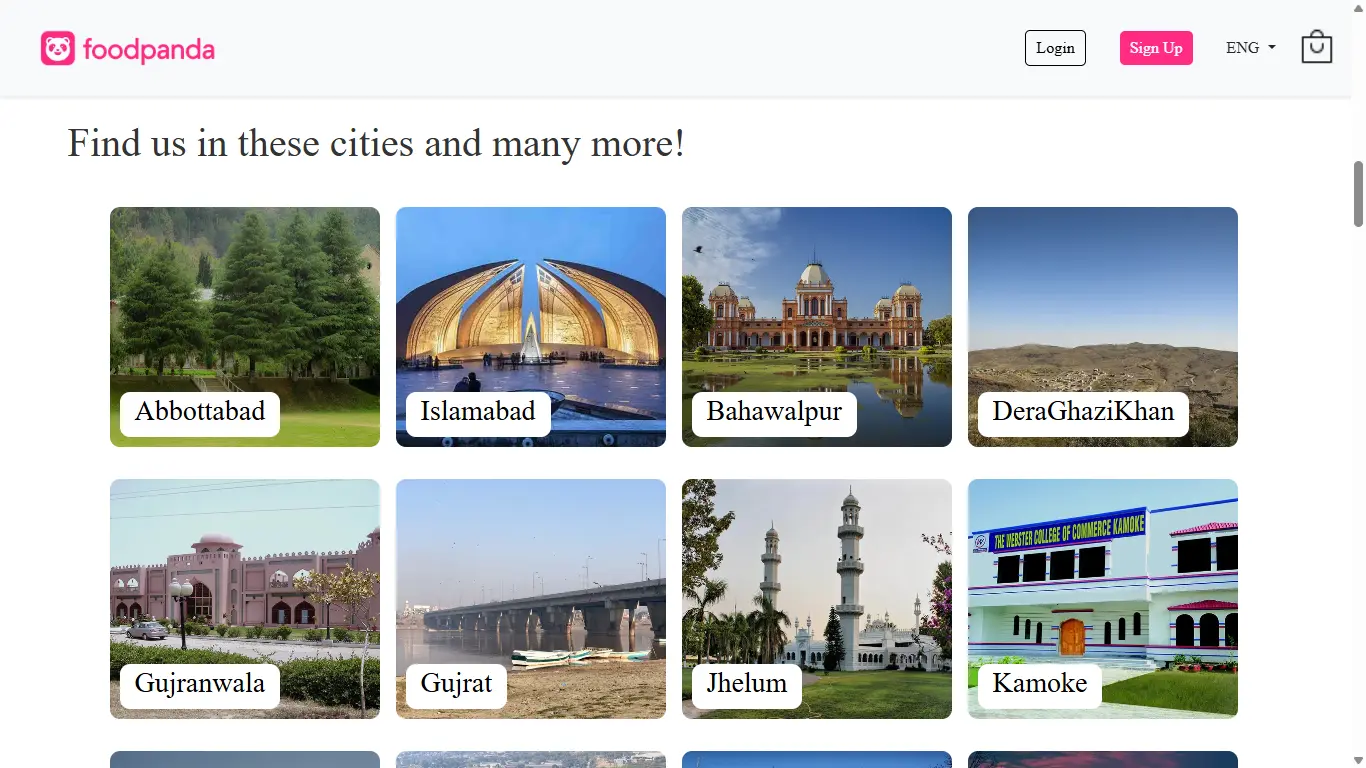 foodpanda
Login
Sign Up
ENG
Find us in these cities and many more!
Abbottabad
Islamabad
Bahawalpur
DeraGhaziKhan
THE WEBSTER COLLEGE OF COMMERCE KAMOKE
Gujranwala
Gujrat
Jhelum
Kamoke